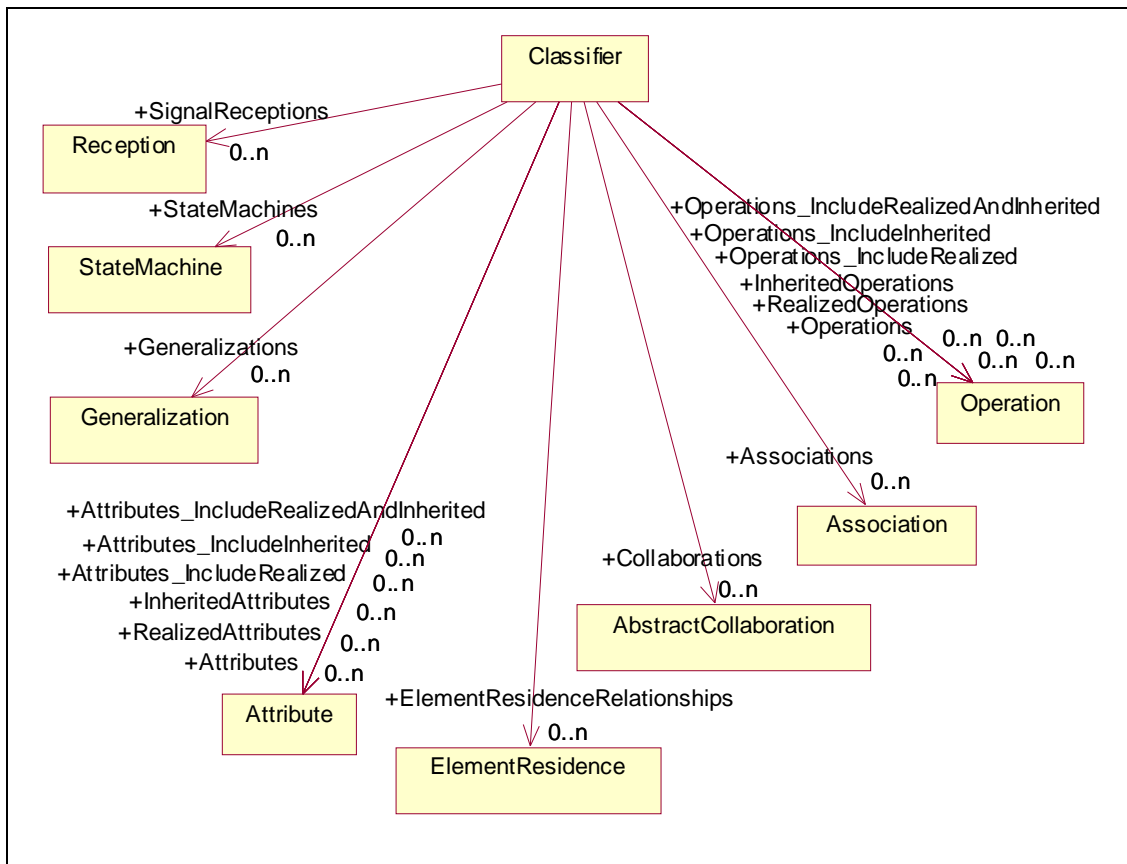 Classifier
+SignalReceptions
Reception
0..n
+StateMachines
0..n
StateMachine
+Operations_IncludeRealizedAndInherited
+Operations_IncludeInherited
+Operations_IncludeRealized
+InheritedOperations
+RealizedOperations
+Operations
0..n 0..n
0..n 0..n 0..n
0..n
Operation
+Generalizations
0..n
Generalization
+Associations
0..n
Association
+Attributes_IncludeRealizedAndInherited
0..n
+Attributes_IncludeInherited
0..n
+Attributes_IncludeRealized
0..n
+InheritedAttributes
0..n
+RealizedAttributes
0..n
+Attributes
0..n
Attribute
+Collaborations
0..n
AbstractCollaboration
+ElementResidenceRelationships
0..n
ElementResidence